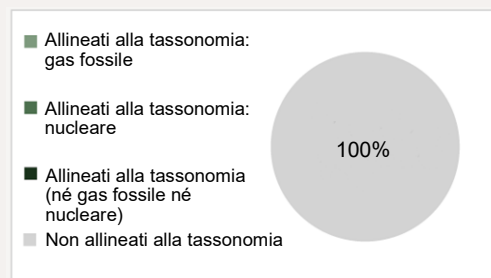 Allineati alla tassonomia:
gas fossile
Allineati alla tassonomia:
nucleare
Allineati alla tassonomia
(né gas fossile né
nucleare)
Non allineati alla tassonomia
100%